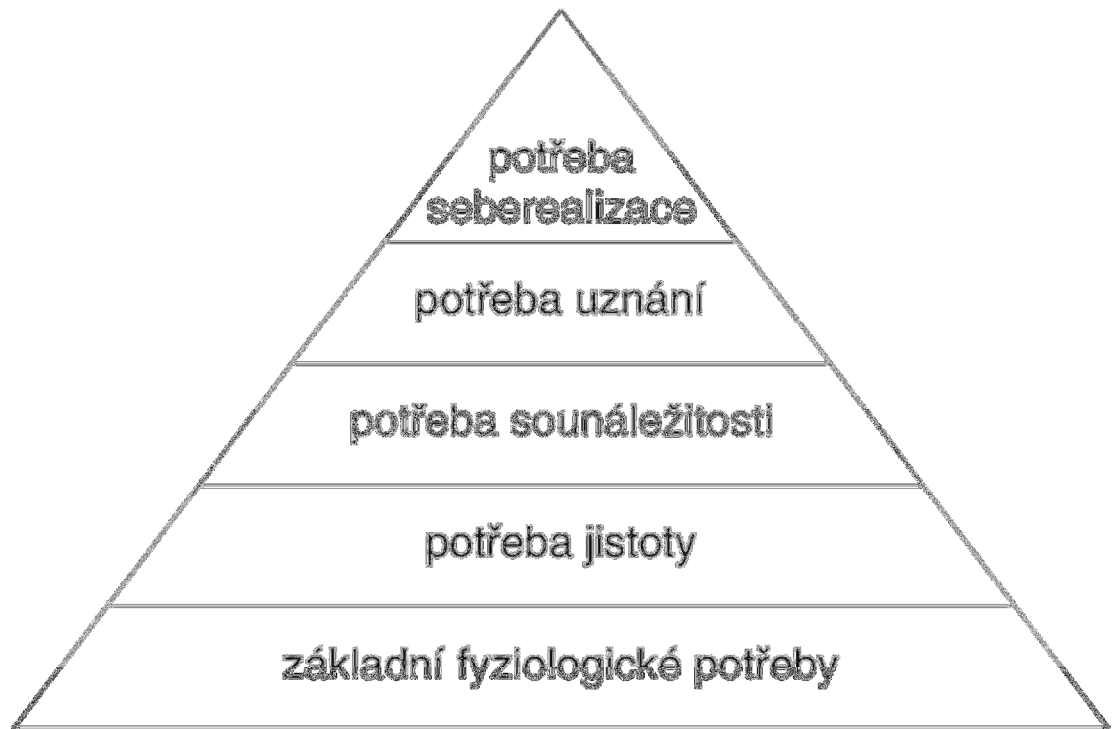 potřeba
seberealizace
potřeba uznání
potřeba sounáležitosti
potřeba jistoty
základní fyziologické potřeby